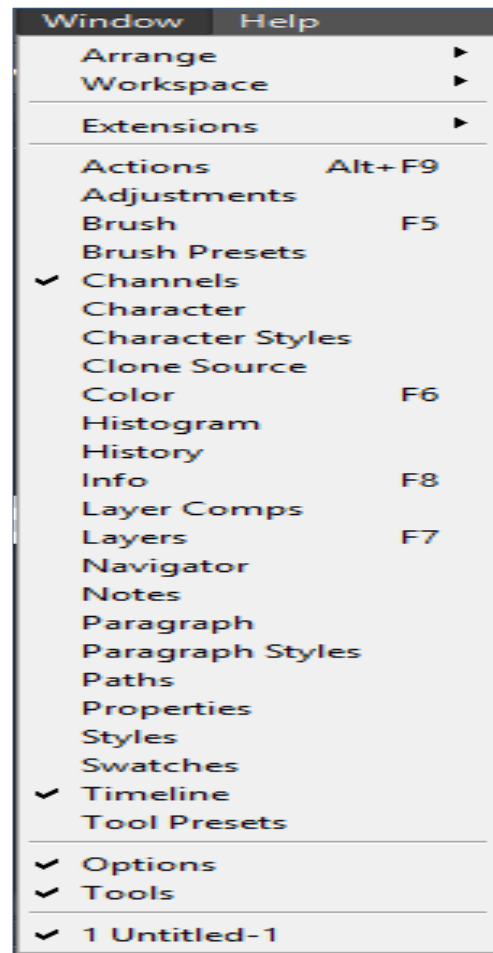 Window Help
Arrange
Workspace
Extensions
Actions Alt+F9
Adjustments
Brush F5
Brush Presets
Channels
Character
Character Styles
Clone Source
Color F6
Histogram
History
Info F8
Layer Comps
Layers F7
Navigator
Notes
Paragraph
Paragraph Styles
Paths
Properties
Styles
Swatches
Timeline
Tool Presets
Options
Tools
1 Untitled-1